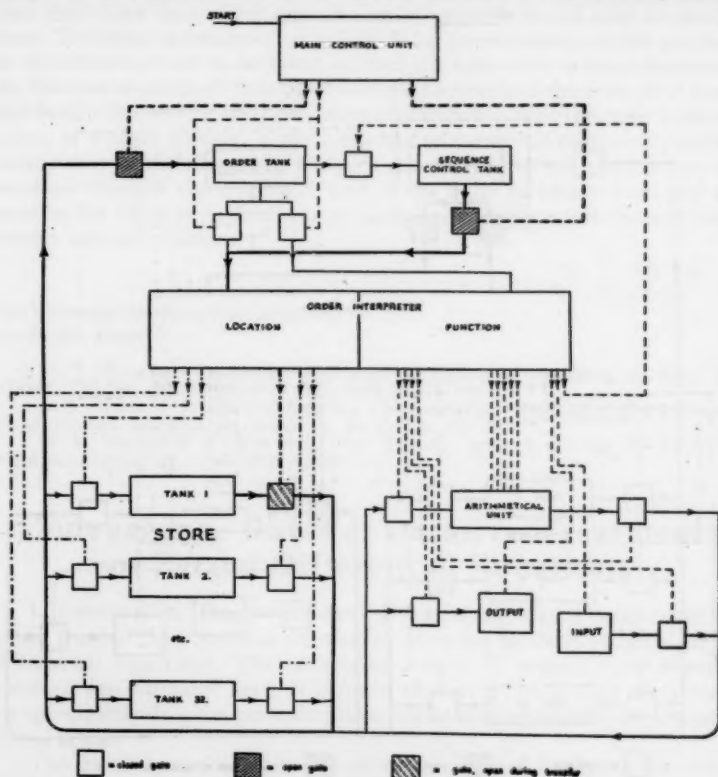 START
MAIN CONTROL UNIT
ORDER TANK
SEQUENCE
CONTROL TANK
ORDER INTERPRETER
LOCATION
FUNCTION
TANK 1
ARITHMETICAL
UNIT
STORE
TANK 2.
OUTPUT
INPUT
etc.
TANK 32.
= closed gate
= open gate
= gate, open during transfer